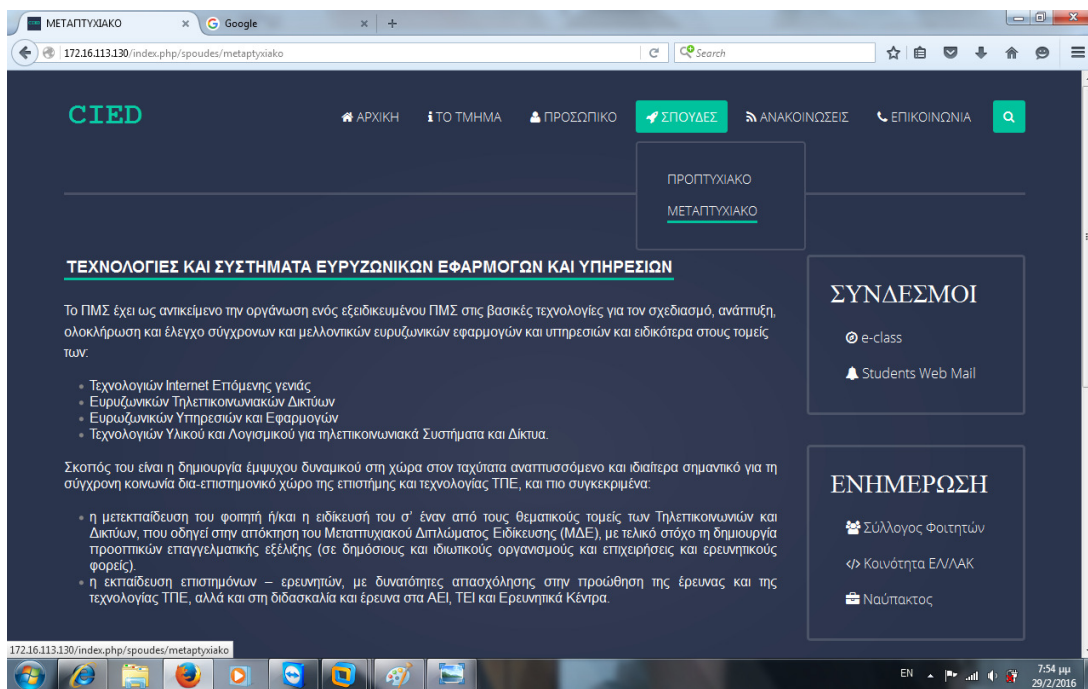 ΜΕΤΑΠΤΥΧΙΑΚΟ
Google
172.16.113.130/index.php/spoudes/metaptyxiako
Search
CIED
ΑΡΧΙΚΗ
ΤΟ ΤΜΗΜΑ
ΠΡΟΣΩΠΙΚΟ
ΣΠΟΥΔΕΣ
ΑΝΑΚΟΙΝΩΣΕΙΣ
ΕΠΙΚΟΙΝΩΝΙΑ
ΠΡΟΠΤΥΧΙΑΚΟ
ΜΕΤΑΠΤΥΧΙΑΚΟ
ΤΕΧΝΟΛΟΓΙΕΣ ΚΑΙ ΣΥΣΤΗΜΑΤΑ ΕΥΡΥΖΩΝΙΚΩΝ ΕΦΑΡΜΟΓΩΝ ΚΑΙ ΥΠΗΡΕΣΙΩΝ
Το ΠΜΣ έχει ως αντικείμενο την οργάνωση ενός εξειδικευμένου ΠΜΣ στις βασικές τεχνολογίες για τον σχεδιασμό, ανάπτυξη,
ολοκλήρωση και έλεγχο σύγχρονων και μελλοντικών ευρυζωνικών εφαρμογών και υπηρεσιών και ειδικότερα στους τομείς
των:
Τεχνολογιών Internet Επόμενης γενιάς
Ευρυζωνικών Τηλεπικοινωνιακών Δικτύων
Ευρωζωνικών Υπηρεσιών και Εφαρμογών
Τεχνολογιών Υλικού και Λογισμικού για τηλεπικοινωνιακά Συστήματα και Δίκτυα.
Σκοπός του είναι η δημιουργία έμψυχου δυναμικού στη χώρα στον ταχύτατα αναπτυσσόμενο και ιδιαίτερα σημαντικό για τη
σύγχρονη κοινωνία δια-επιστημονικό χώρο της επιστήμης και τεχνολογίας ΤΠΕ, και πιο συγκεκριμένα:
η μετεκπαίδευση του φοιτητή ή/και η ειδίκευσή του σ’ έναν από τους θεματικούς τομείς των Τηλεπικοινωνιών και
Δικτύων, που οδηγεί στην απόκτηση του Μεταπτυχιακού Διπλώματος Ειδίκευσης (ΜΔΕ), με τελικό στόχο τη δημιουργία
προοπτικών επαγγελματικής εξέλιξης (σε δημόσιους και ιδιωτικούς οργανισμούς και επιχειρήσεις και ερευνητικούς
φορείς).
η εκπαίδευση επιστημόνων – ερευνητών, με δυνατότητες απασχόλησης στην προώθηση της έρευνας και της
τεχνολογίας ΤΠΕ, αλλά και στη διδασκαλία και έρευνα στα ΑΕΙ, ΤΕΙ και Ερευνητικά Κέντρα.
ΣΥΝΔΕΣΜΟΙ
e-class
Students Web Mail
ΕΝΗΜΕΡΩΣΗ
Σύλλογος Φοιτητών
Κοινότητα ΕΛ/ΛΑΚ
Ναύπακτος
172.16.113.130/index.php/spoudes/metaptyxiako
EN
7:54 μμ
29/2/2016